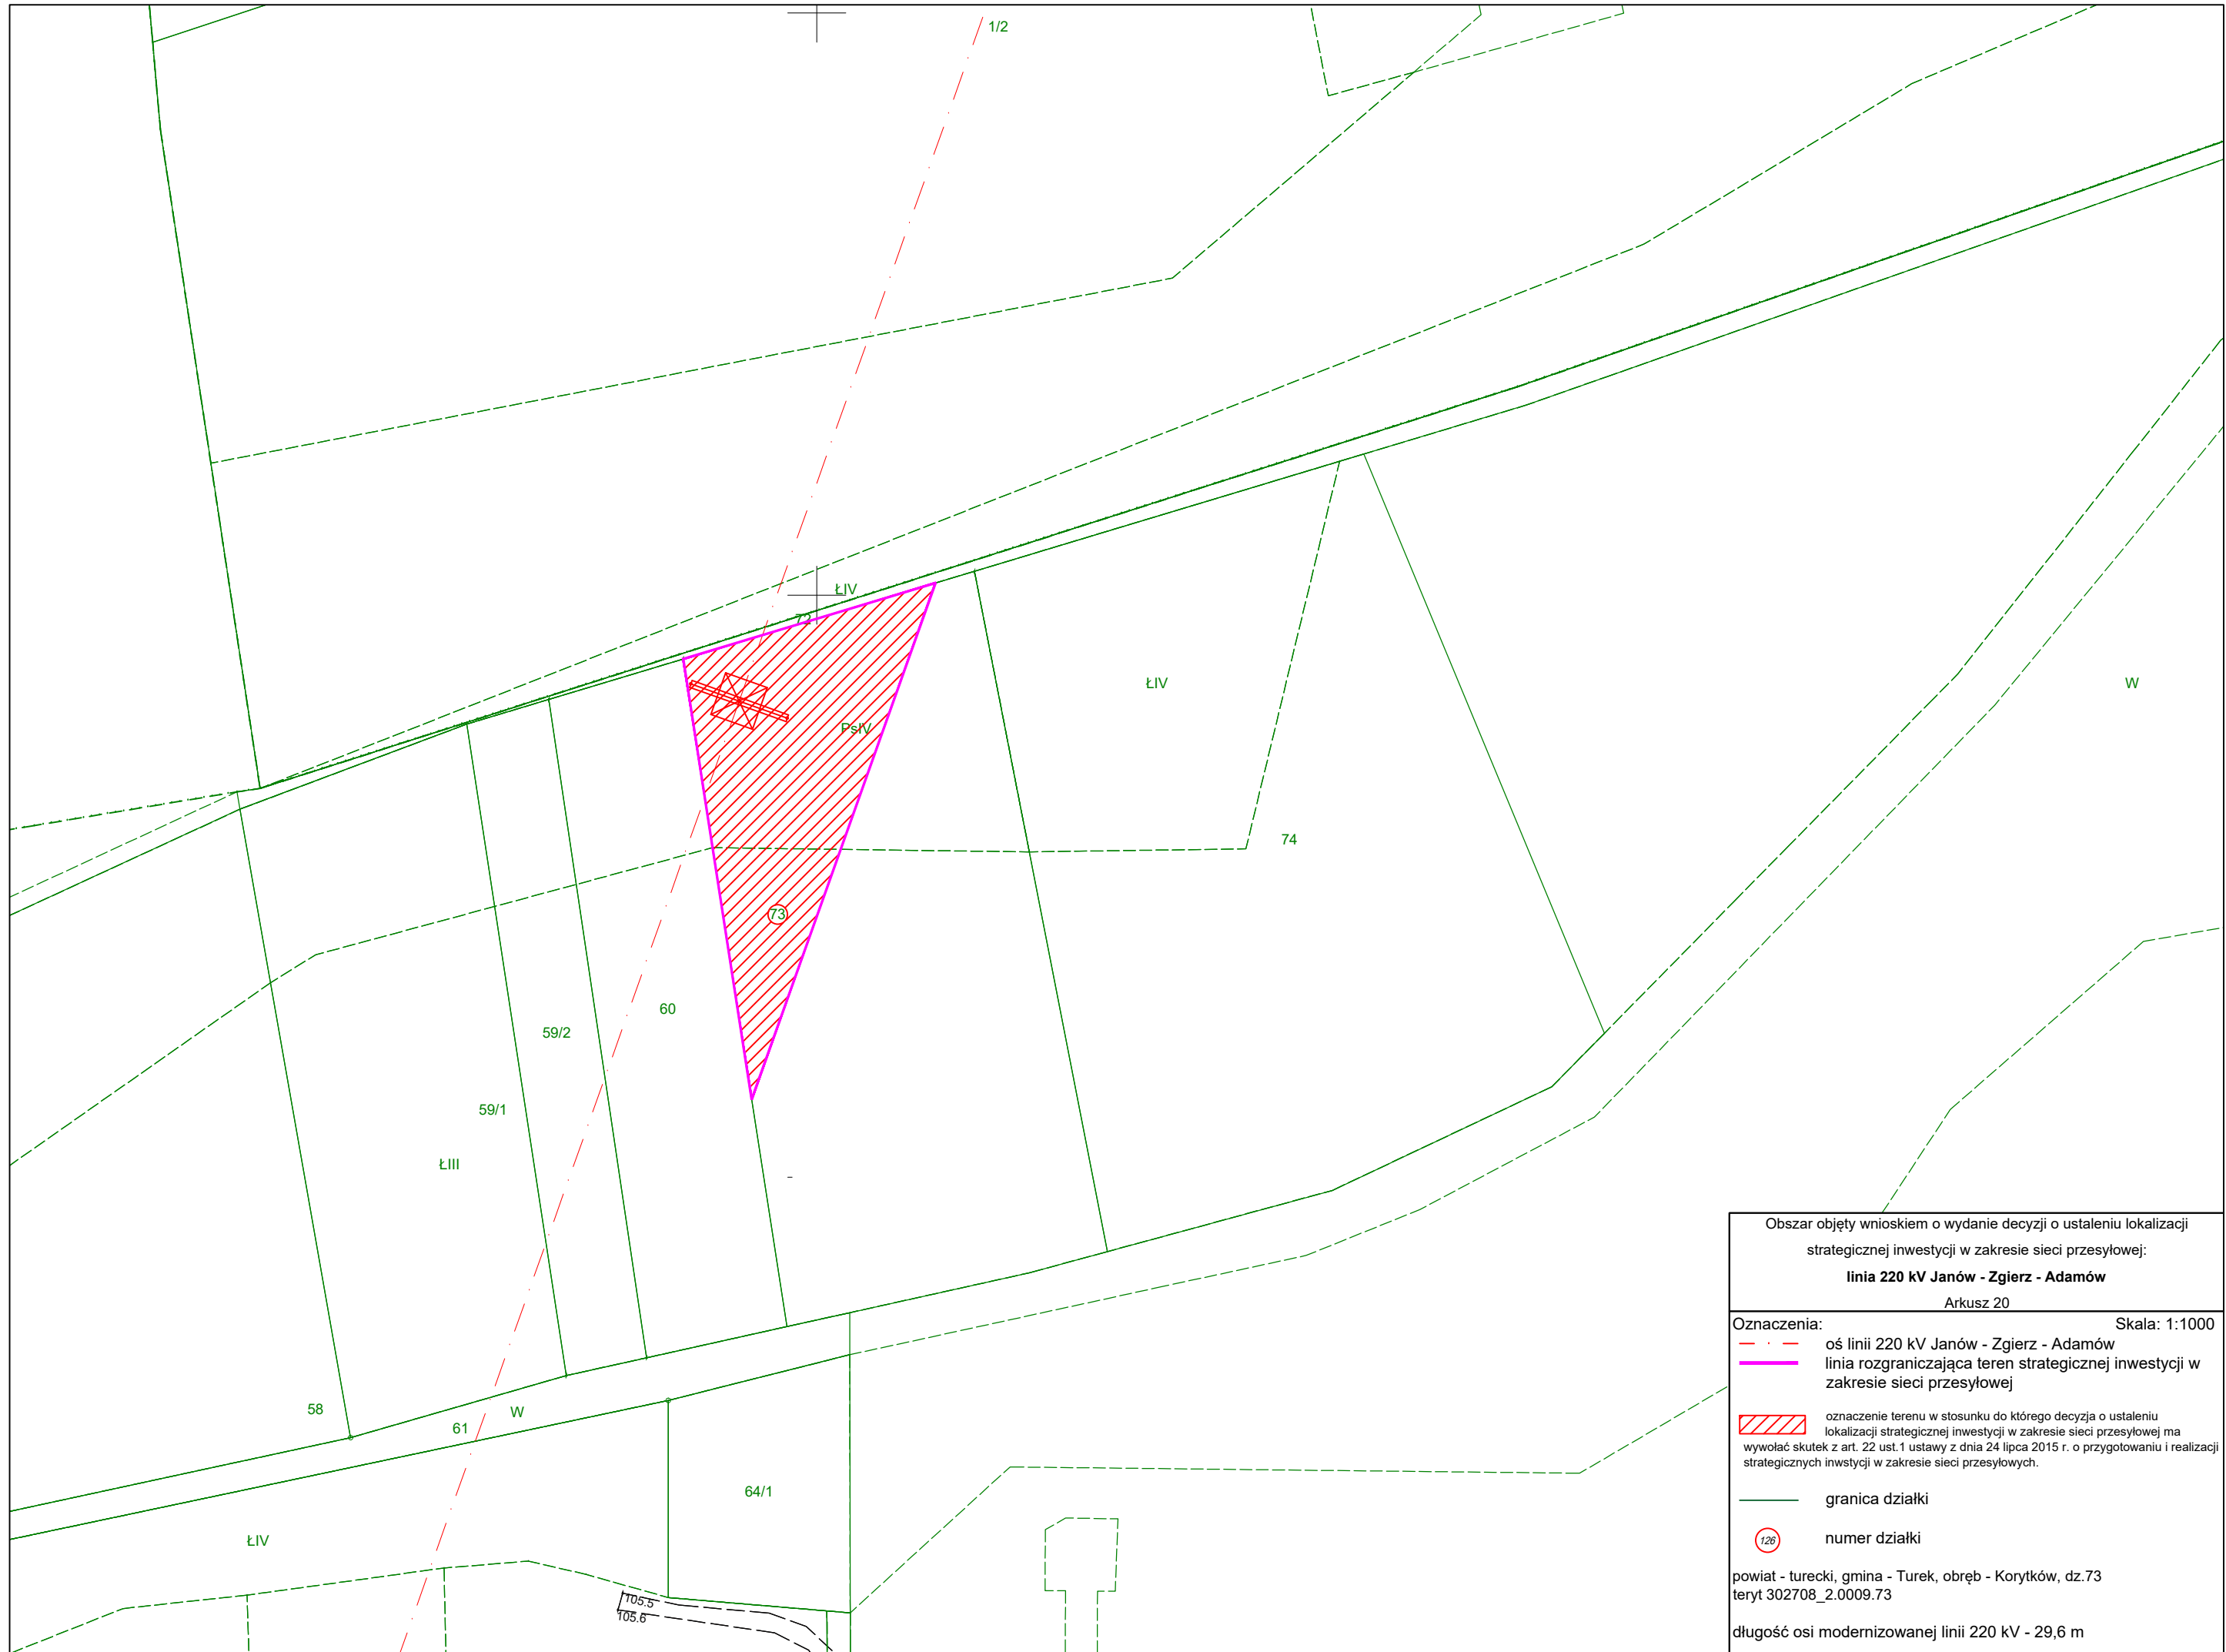 1/2
ŁIV
72
ŁIV
W
PsIV
74
73
60
59/2
59/1
ŁIII
58
61
W
64/1
ŁIV
105.5
105.6
Obszar objęty wnioskiem o wydanie decyzji o ustaleniu lokalizacji
strategicznej inwestycji w zakresie sieci przesyłowej:
linia 220 kV Janów - Zgierz - Adamów
Arkusz 20
Oznaczenia: Skala: 1:1000
oś linii 220 kV Janów - Zgierz - Adamów
linia rozgraniczająca teren strategicznej inwestycji w
zakresie sieci przesyłowej
oznaczenie terenu w stosunku do którego decyzja o ustaleniu
lokalizacji strategicznej inwestycji w zakresie sieci przesyłowej ma
wywołać skutek z art. 22 ust.1 ustawy z dnia 24 lipca 2015 r. o przygotowaniu i realizacji
strategicznych inwstycji w zakresie sieci przesyłowych.
granica działki
126 numer działki
powiat - turecki, gmina - Turek, obręb - Korytków, dz.73
teryt 302708_2.0009.73
długość osi modernizowanej linii 220 kV - 29,6 m